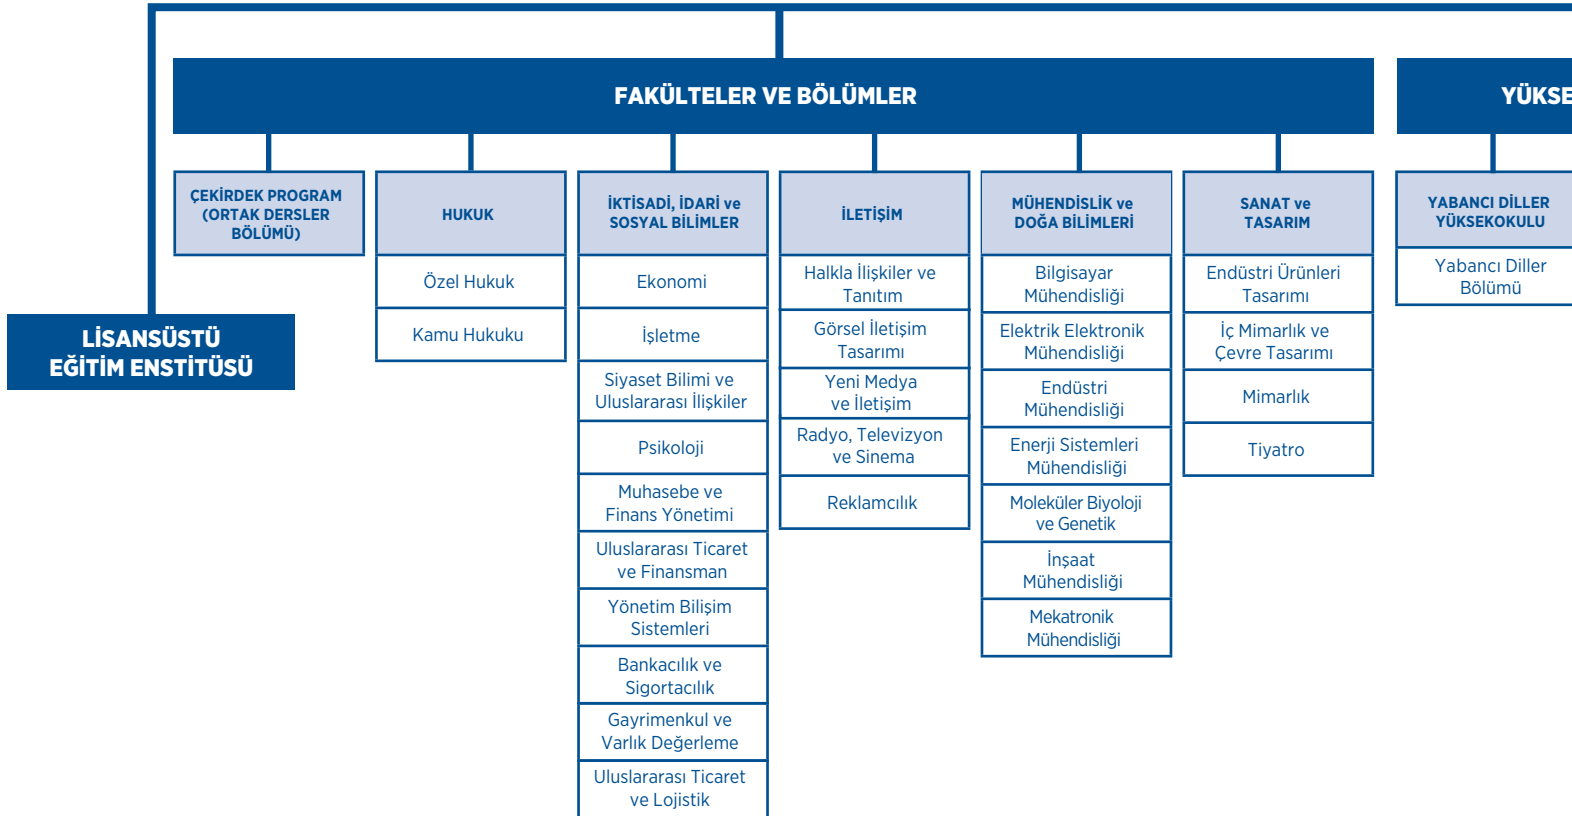 FAKÜLTELER VE BÖLÜMLER
YÜKSE
ÇEKİRDEK PROGRAM
(ORTAK DERSLER
BÖLÜMÜ)
HUKUK
Özel Hukuk
Kamu Hukuku
İKTİSADİ, İDARİ ve
SOSYAL BİLİMLER
Ekonomi
İşletme
Siyaset Bilimi ve
Uluslararası İlişkiler
Psikoloji
Muhasebe ve
Finans Yönetimi
Uluslararası Ticaret
ve Finansman
Yönetim Bilişim
Sistemleri
Bankacılık ve
Sigortacılık
Gayrimenkul ve
Varlık Değerleme
Uluslararası Ticaret
ve Lojistik
İLETİŞİM
Halkla İlişkiler ve
Tanıtım
Görsel İletişim
Tasarımı
Yeni Medya
ve İletişim
Radyo, Televizyon
ve Sinema
Reklamcılık
MÜHENDİSLİK ve
DOĞA BİLİMLERİ
Bilgisayar
Mühendisliği
Elektrik Elektronik
Mühendisliği
Endüstri
Mühendisliği
Enerji Sistemleri
Mühendisliği
Moleküler Biyoloji
ve Genetik
İnşaat
Mühendisliği
Mekatronik
Mühendisliği
SANAT ve
TASARIM
Endüstri Ürünleri
Tasarımı
İç Mimarlık ve
Çevre Tasarımı
Mimarlık
Tiyatro
YABANCI DİLLER
YÜKSEKOKULU
Yabancı Diller
Bölümü
LİSANSÜSTÜ
EĞİTİM ENSTİTÜSÜ